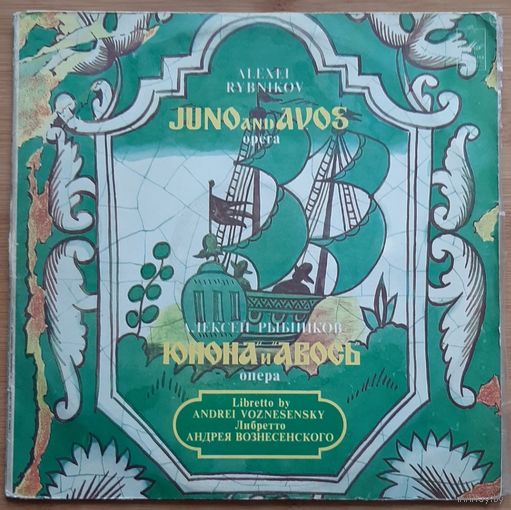 ALEXEI
RYBNIKOV
JUNO AND AVOS
opera
АЛЕКСЕЙ РЫБНИКОВ
"ЮНОНА" и "АВОСЬ"
опера
Libretto by
ANDREI VOZNESENSKY
Либретто
АНДРЕЯ ВОЗНЕСЕНСКОГО